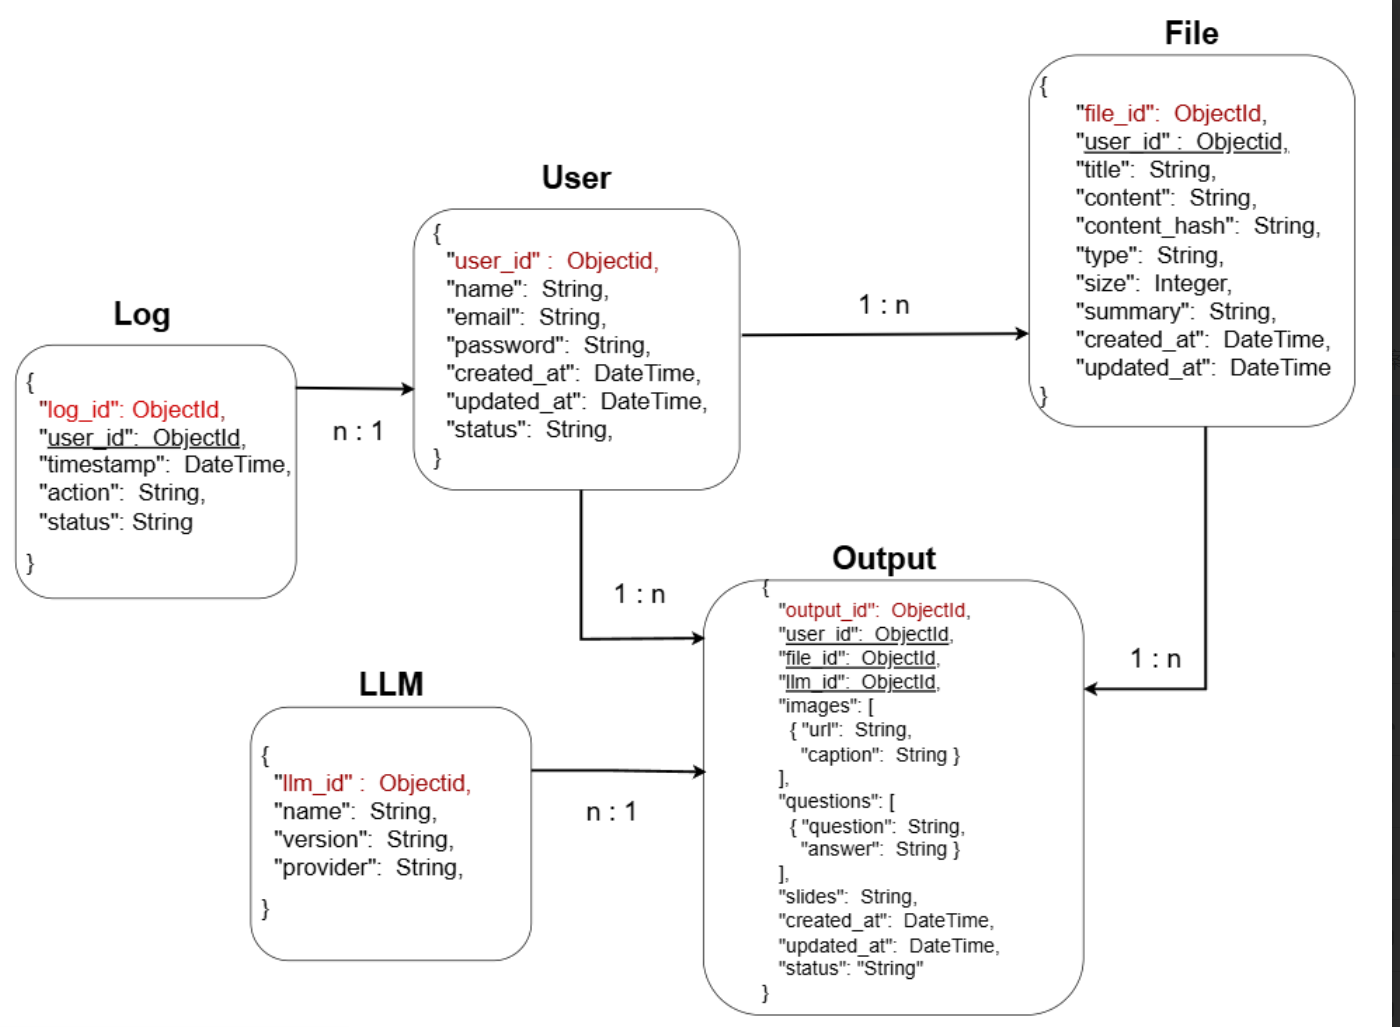 File
{
"file_id": ObjectId,
"user_id" : Objectid,
"title": String,
"content": String,
"content_hash": String,
"type": String,
"size": Integer,
"summary": String,
"created_at": DateTime,
"updated_at": DateTime
}
User
{
"user_id" : Objectid,
"name": String,
"email": String,
"password": String,
"created_at": DateTime,
"updated_at": DateTime,
"status": String,
}
1 : n
Log
{
"log_id": ObjectId,
"user_id": ObjectId,
"timestamp": DateTime,
"action": String,
"status": String
}
n : 1
1 : n
1 : n
Output
{
"output_id": ObjectId,
"user_id": ObjectId,
"file_id": ObjectId,
"llm_id": ObjectId,
"images": [
{ "url": String,
"caption": String }
],
"questions": [
{ "question": String,
"answer": String }
],
"slides": String,
"created_at": DateTime,
"updated_at": DateTime,
"status": "String"
}
LLM
{
"llm_id" : Objectid,
"name": String,
"version": String,
"provider": String,
}
n : 1